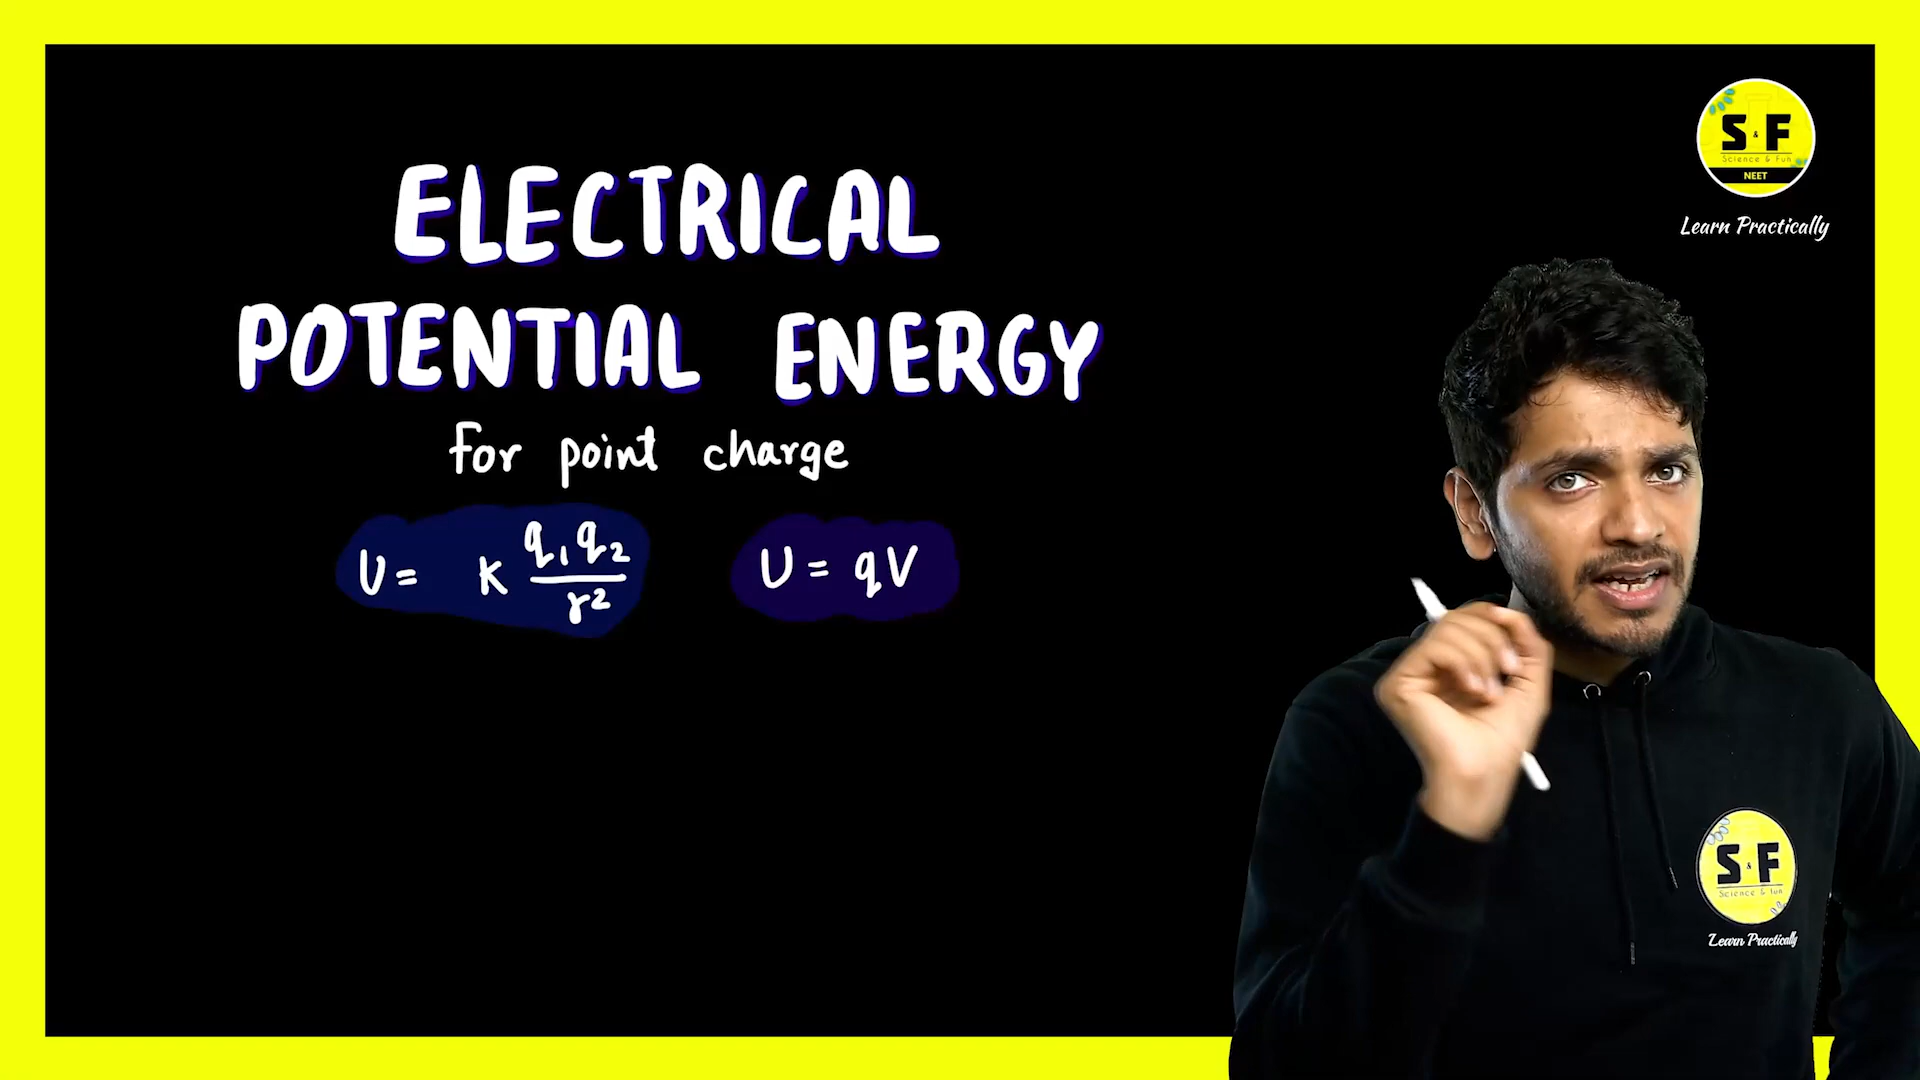 ELECTRICAL
POTENTIAL ENERGY
for point charge
U = K q₁q₂/r²
U = qV
S & F
Science & Fun
NEET
Learn Practically
S & F
Science & fun
Learn Practically